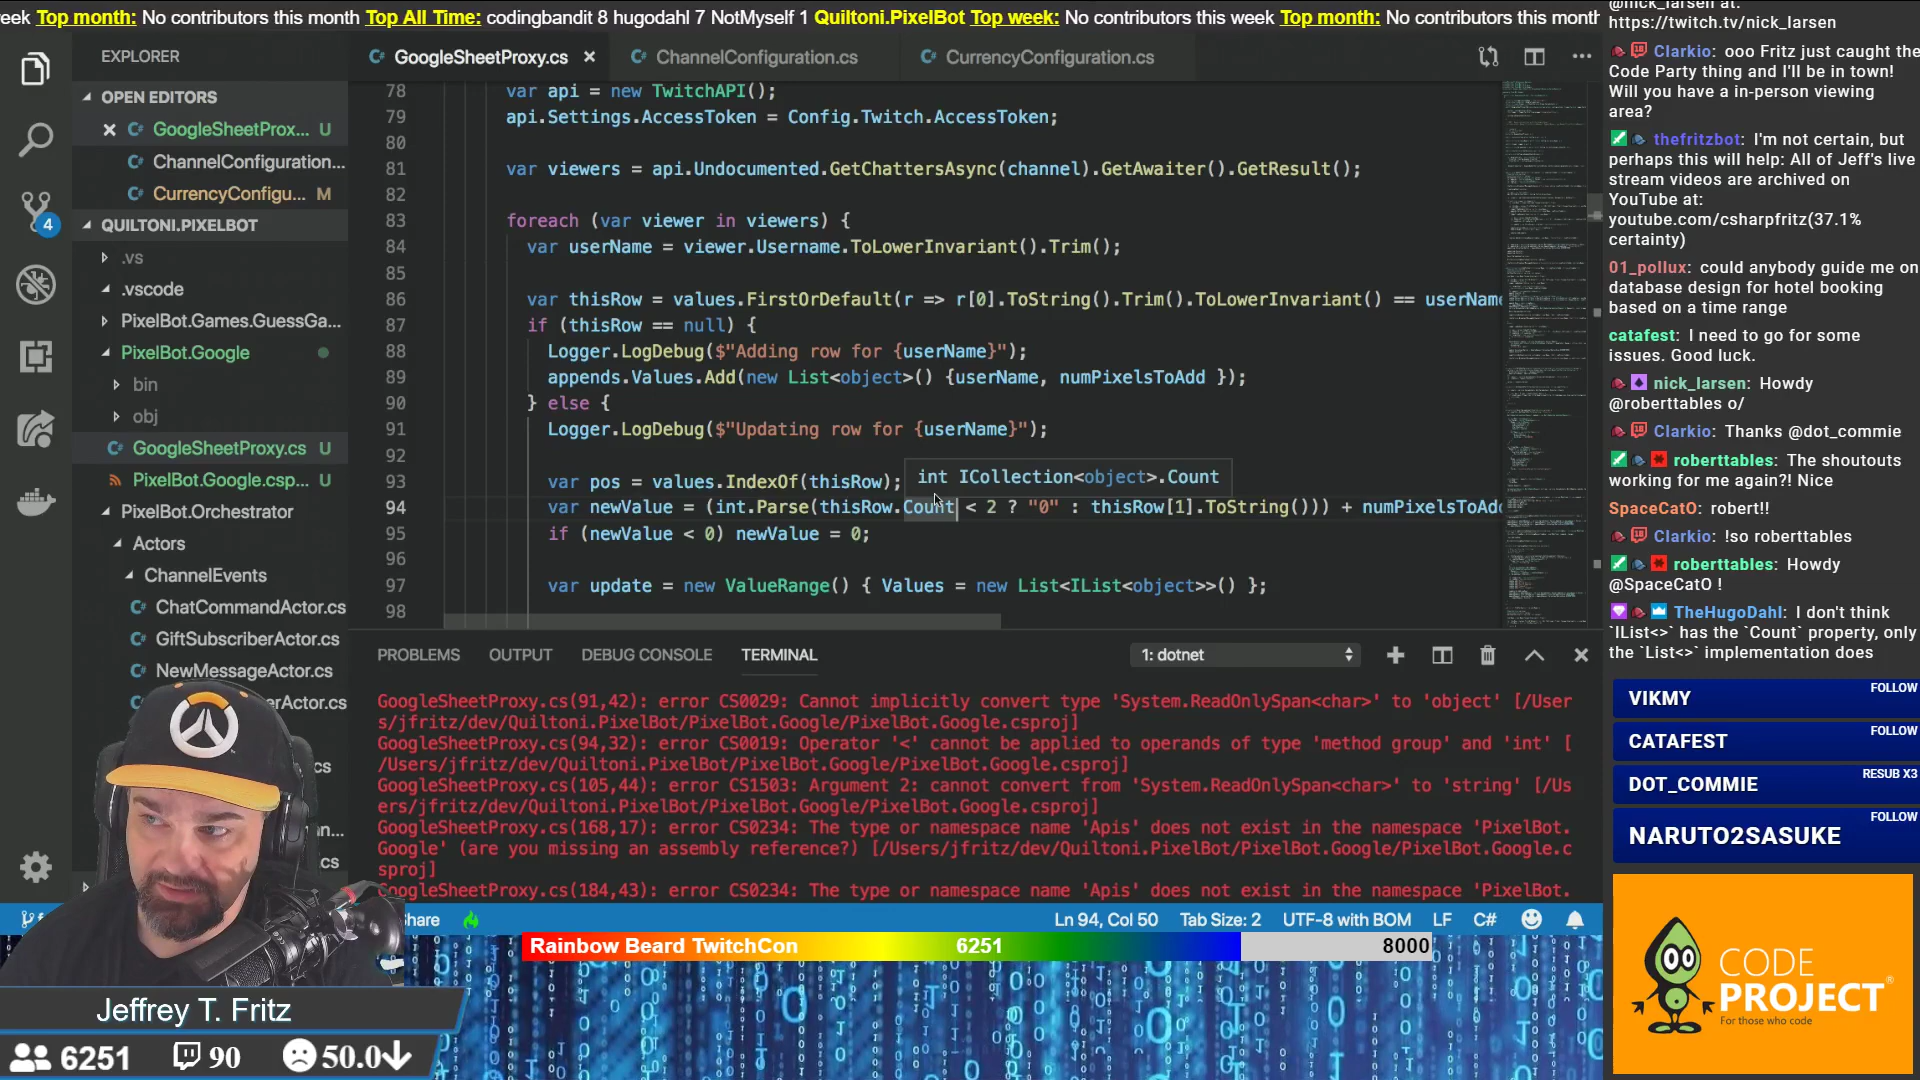 week Top month: No contributors this month Top All Time: codingbandit 8 hugodahl 7 NotMyself 1 Quiltoni.PixelBot Top week: No contributors this week Top month: No contributors this month
EXPLORER
OPEN EDITORS
GoogleSheetProx... U
ChannelConfiguration...
CurrencyConfigu... M
QUILTONI.PIXELBOT
.vs
.vscode
PixelBot.Games.GuessGa...
PixelBot.Google
bin
obj
GoogleSheetProxy.cs U
PixelBot.Google.csp... U
PixelBot.Orchestrator
Actors
ChannelEvents
ChatCommandActor.cs
GiftSubscriberActor.cs
NewMessageActor.cs
erActor.cs
cs
an...
cs
4
GoogleSheetProxy.cs
ChannelConfiguration.cs
CurrencyConfiguration.cs
78 var api = new TwitchAPI();
79 api.Settings.AccessToken = Config.Twitch.AccessToken;
80
81 var viewers = api.Undocumented.GetChattersAsync(channel).GetAwaiter().GetResult();
82
83 foreach (var viewer in viewers) {
84 var userName = viewer.Username.ToLowerInvariant().Trim();
85
86 var thisRow = values.FirstOrDefault(r => r[0].ToString().Trim().ToLowerInvariant() == userName
87 if (thisRow == null) {
88 Logger.LogDebug($"Adding row for {userName}");
89 appends.Values.Add(new List<object>() {userName, numPixelsToAdd });
90 } else {
91 Logger.LogDebug($"Updating row for {userName}");
92
93 var pos = values.IndexOf(thisRow);
int ICollection<object>.Count
94 var newValue = (int.Parse(thisRow.Count < 2 ? "0" : thisRow[1].ToString())) + numPixelsToAdd
95 if (newValue < 0) newValue = 0;
96
97 var update = new ValueRange() { Values = new List<IList<object>>() };
98
PROBLEMS OUTPUT DEBUG CONSOLE TERMINAL 1: dotnet
GoogleSheetProxy.cs(91,42): error CS0029: Cannot implicitly convert type 'System.ReadOnlySpan<char>' to 'object' [/User
s/jfritz/dev/Quiltoni.PixelBot/PixelBot.Google/PixelBot.Google.csproj]
GoogleSheetProxy.cs(94,32): error CS0019: Operator '<' cannot be applied to operands of type 'method group' and 'int' [
/Users/jfritz/dev/Quiltoni.PixelBot/PixelBot.Google/PixelBot.Google.csproj]
GoogleSheetProxy.cs(105,44): error CS1503: Argument 2: cannot convert from 'System.ReadOnlySpan<char>' to 'string' [/Us
ers/jfritz/dev/Quiltoni.PixelBot/PixelBot.Google/PixelBot.Google.csproj]
GoogleSheetProxy.cs(168,17): error CS0234: The type or namespace name 'Apis' does not exist in the namespace 'PixelBot.
Google' (are you missing an assembly reference?) [/Users/jfritz/dev/Quiltoni.PixelBot/PixelBot.Google/PixelBot.Google.c
sproj]
GoogleSheetProxy.cs(184,43): error CS0234: The type or namespace name 'Apis' does not exist in the namespace 'PixelBot.
Share
Ln 94, Col 50 Tab Size: 2 UTF-8 with BOM LF C#
Rainbow Beard TwitchCon 6251 8000
Jeffrey T. Fritz
6251 90 50.0
@nick_larsen at:
https://twitch.tv/nick_larsen
Clarkio: ooo Fritz just caught the
Code Party thing and I'll be in town!
Will you have a in-person viewing
area?
thefritzbot: I'm not certain, but
perhaps this will help: All of Jeff's live
stream videos are archived on
YouTube at:
youtube.com/csharpfritz(37.1%
certainty)
01_pollux: could anybody guide me on
database design for hotel booking
based on a time range
catafest: I need to go for some
issues. Good luck.
nick_larsen: Howdy
@roberttables o/
Clarkio: Thanks @dot_commie
roberttables: The shoutouts
working for me again?! Nice
SpaceCatO: robert!!
Clarkio: !so roberttables
roberttables: Howdy
@SpaceCatO !
TheHugoDahl: I don't think
`IList<>` has the `Count` property, only
the `List<>` implementation does
VIKMY FOLLOW
CATAFEST FOLLOW
DOT_COMMIE RESUB X3
NARUTO2SASUKE FOLLOW
CODE
PROJECT®
For those who code